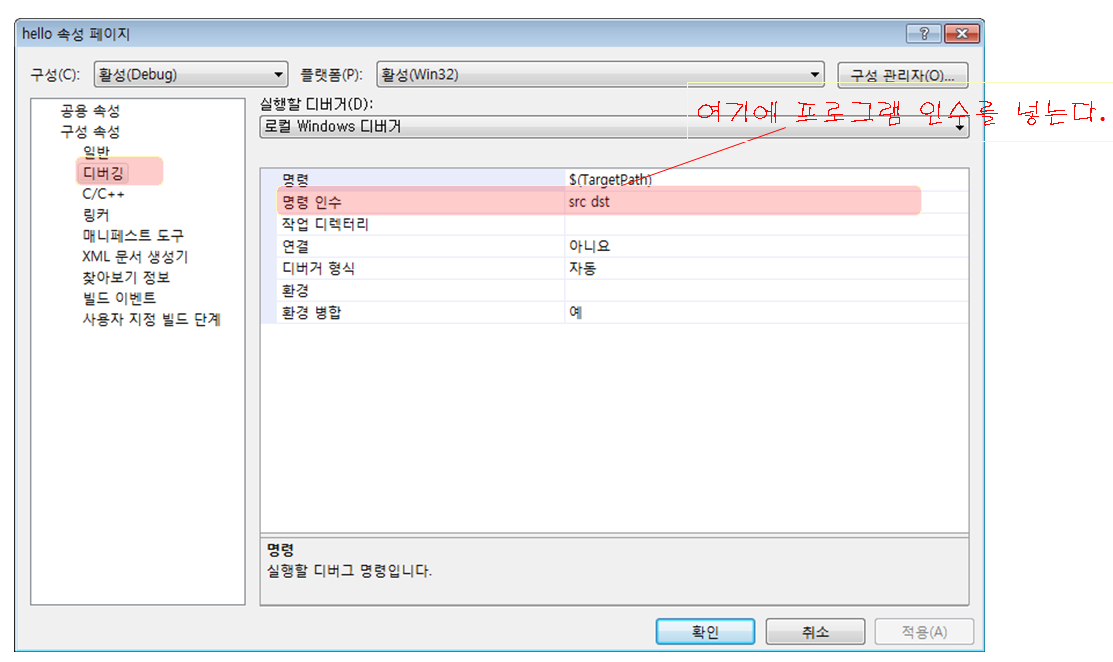 hello 속성 페이지
구성(C): 활성(Debug) 플랫폼(P): 활성(Win32) 구성 관리자(O)...
여기에 프로그램 인수를 넣는다.
공용 속성
구성 속성
일반
디버깅
C/C++
링커
매니페스트 도구
XML 문서 생성기
찾아보기 정보
빌드 이벤트
사용자 지정 빌드 단계
실행할 디버거(D):
로컬 Windows 디버거
명령 $(TargetPath)
명령 인수 src dst
작업 디렉터리
연결 아니요
디버거 형식 자동
환경
환경 병합 예
명령
실행할 디버그 명령입니다.
확인 취소 적용(A)